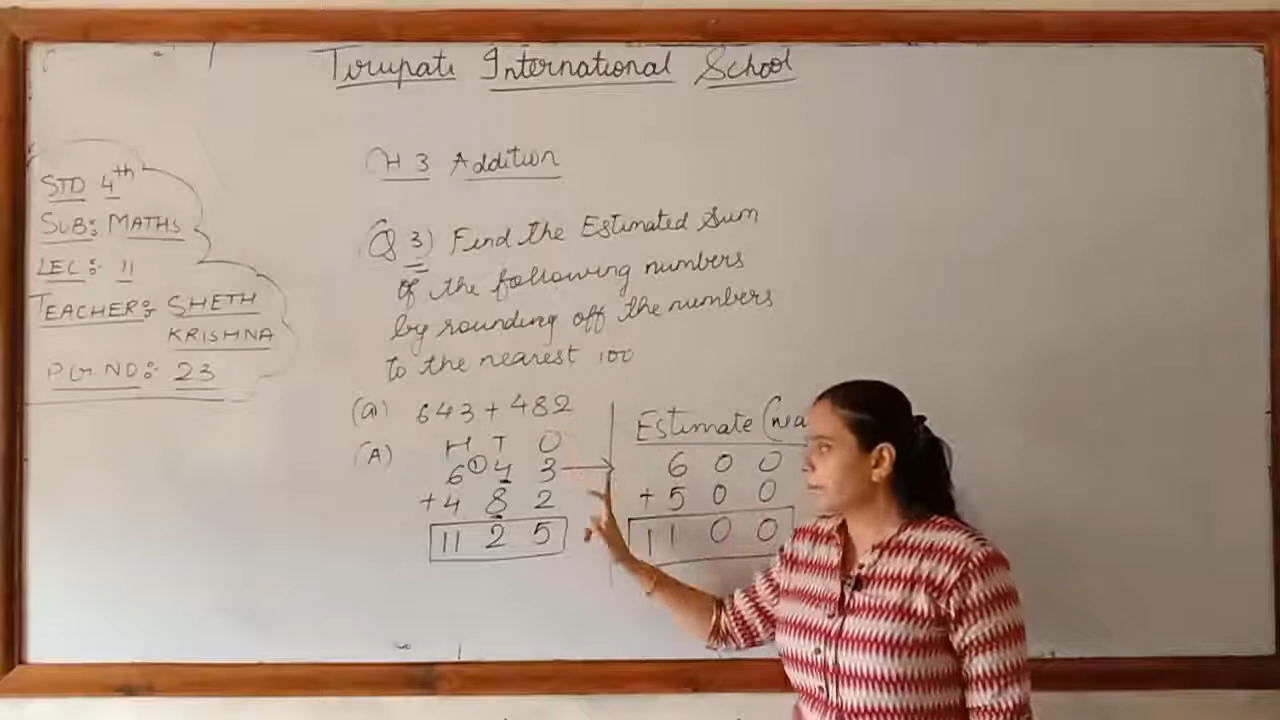 Tirupati International School
STD 4th
SUB: MATHS
LEC: 11
TEACHER: SHETH
KRISHNA
PG NO: 23
CH 3 Addition
Q 3) Find the Estimated Sum
of the following numbers
by rounding off the numbers
to the nearest 100
(a) 643 + 482
(A) H T O
6 ① 4 3 →
+ 4 8 2
11 2 5
Estimate
6 0 0
+ 5 0 0
1 1 0 0